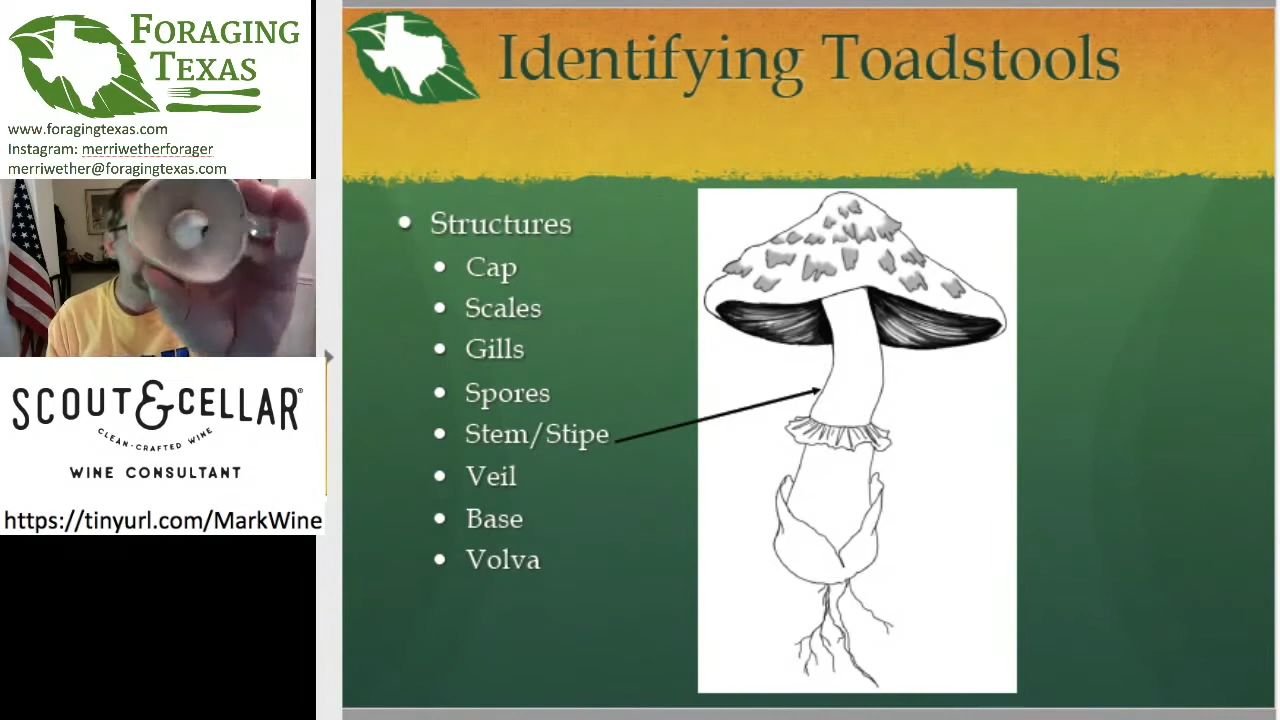 FORAGING
TEXAS
www.foragingtexas.com
Instagram: merriwetherforager
merriwether@foragingtexas.com
SCOUT&CELLAR®
CLEAN-CRAFTED WINE
WINE CONSULTANT
https://tinyurl.com/MarkWine
Identifying Toadstools
• Structures
• Cap
• Scales
• Gills
• Spores
• Stem/Stipe
• Veil
• Base
• Volva